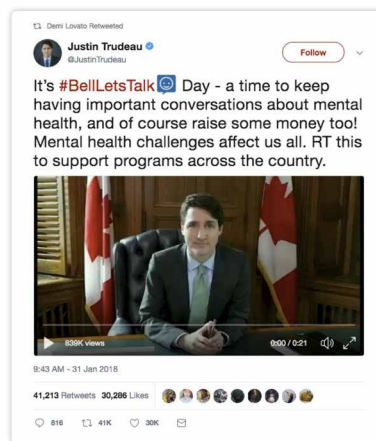 Demi Lovato Retweeted
Justin Trudeau
@JustinTrudeau
Follow
It's #BellLetsTalk Day - a time to keep
having important conversations about mental
health, and of course raise some money too!
Mental health challenges affect us all. RT this
to support programs across the country.
839K views
0:00 / 0:21
9:43 AM - 31 Jan 2018
41,213 Retweets 30,286 Likes
816 41K 30K